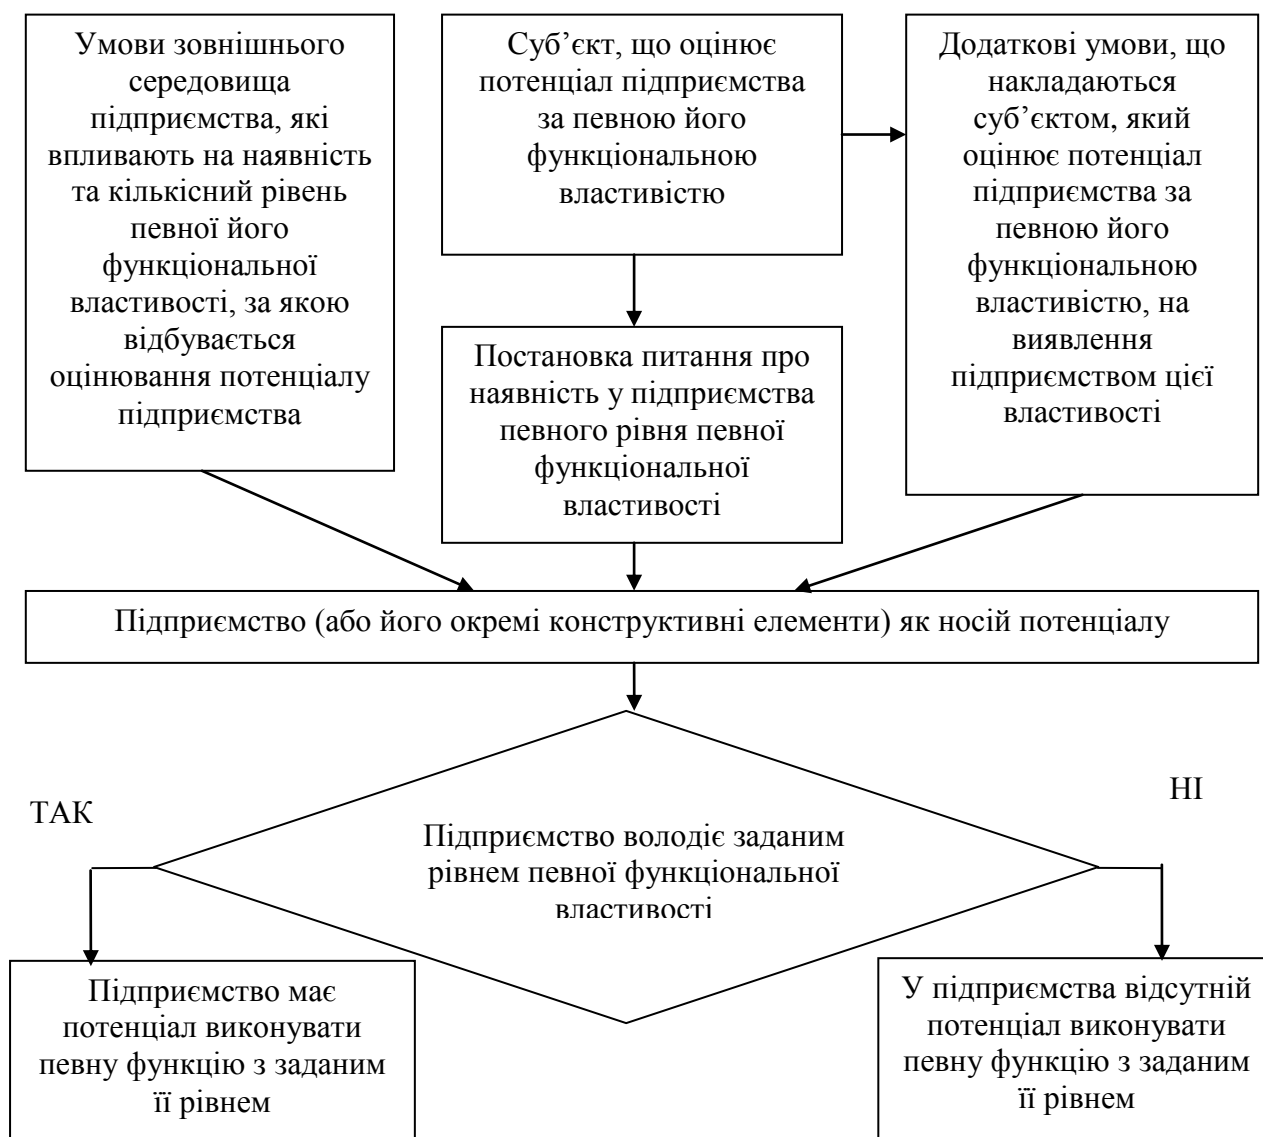 Умови зовнішнього
середовища
підприємства, які
впливають на наявність
та кількісний рівень
певної його
функціональної
властивості, за якою
відбувається
оцінювання потенціалу
підприємства
Суб’єкт, що оцінює
потенціал підприємства
за певною його
функціональною
властивістю
Додаткові умови, що
накладаються
суб’єктом, який
оцінює потенціал
підприємства за
певною його
функціональною
властивістю, на
виявлення
підприємством цієї
властивості
Постановка питання про
наявність у підприємства
певного рівня певної
функціональної
властивості
Підприємство (або його окремі конструктивні елементи) як носій потенціалу
ТАК
НІ
Підприємство володіє заданим
рівнем певної функціональної
властивості
Підприємство має
потенціал виконувати
певну функцію з заданим
її рівнем
У підприємства відсутній
потенціал виконувати
певну функцію з заданим
її рівнем